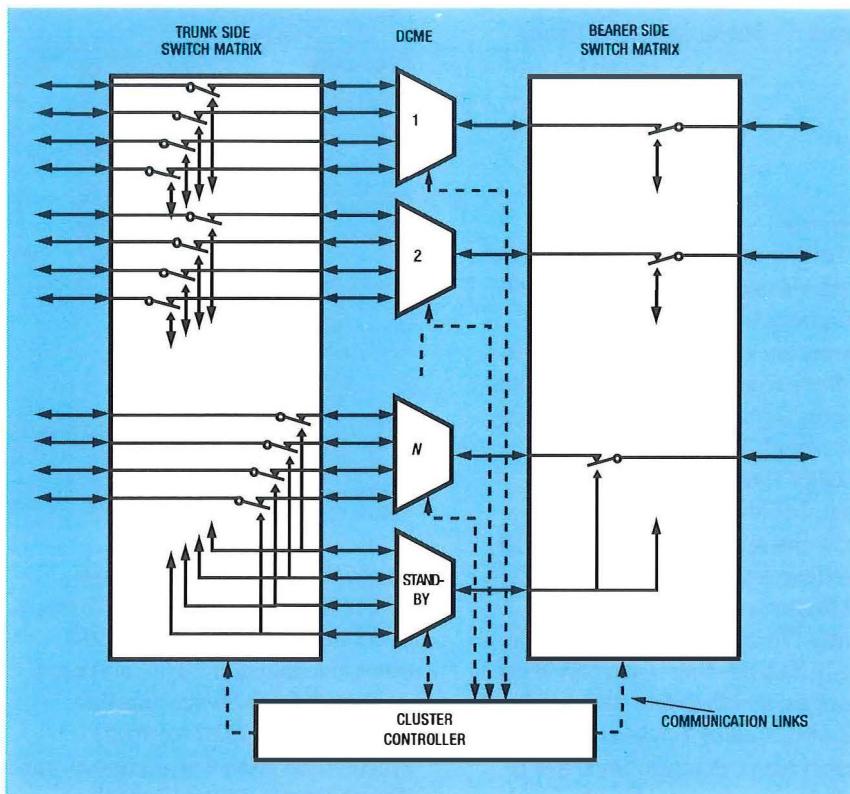 TRUNK SIDE
SWITCH MATRIX
DCME
BEARER SIDE
SWITCH MATRIX
1
2
N
STAND-
BY
CLUSTER
CONTROLLER
COMMUNICATION LINKS